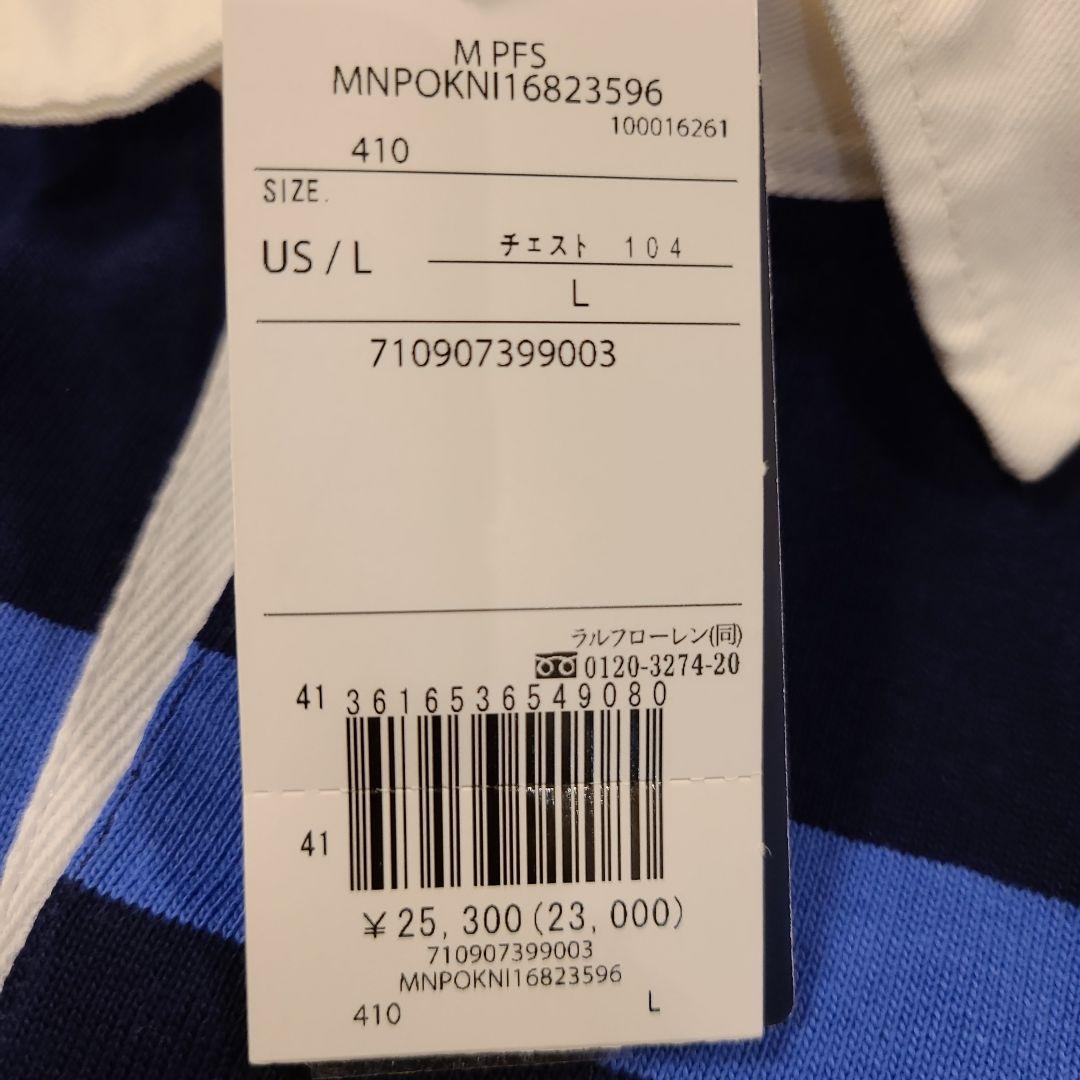 M PFS
MNPOKNI16823596
100016261
410
SIZE.
US / L
チェスト 104
L
710907399003
ラルフローレン(同)
0120-3274-20
41 3616536549080
41
¥25,300(23,000)
710907399003
MNPOKNI16823596
410 L